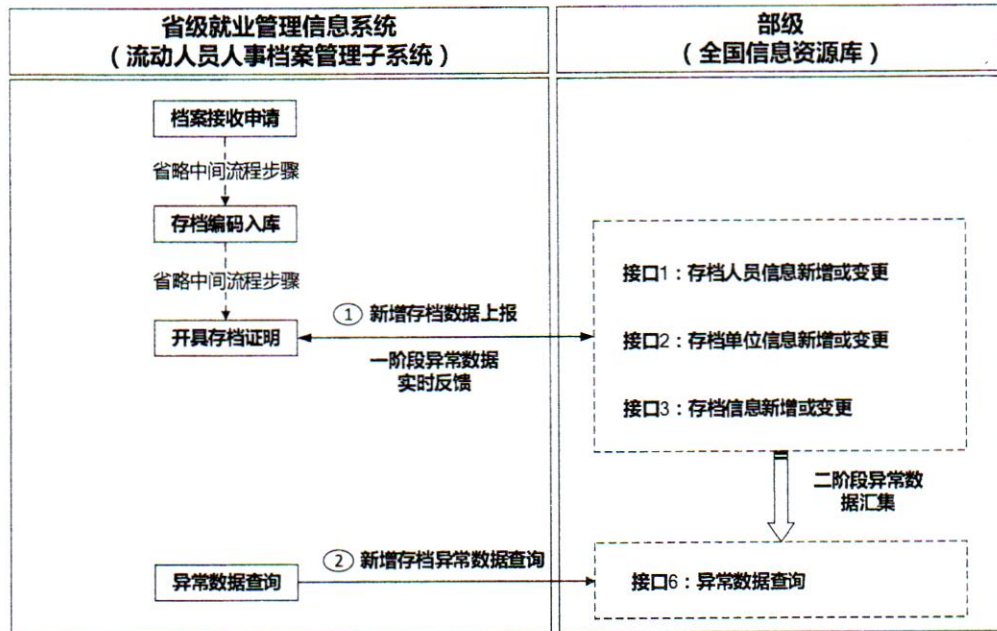 省级就业管理信息系统
（流动人员人事档案管理子系统）
部级
（全国信息资源库）
档案接收申请
省略中间流程步骤
存档编码入库
省略中间流程步骤
开具存档证明
① 新增存档数据上报
一阶段异常数据
实时反馈
接口1：存档人员信息新增或变更
接口2：存档单位信息新增或变更
接口3：存档信息新增或变更
二阶段异常数
据汇集
异常数据查询
② 新增存档异常数据查询
接口6：异常数据查询